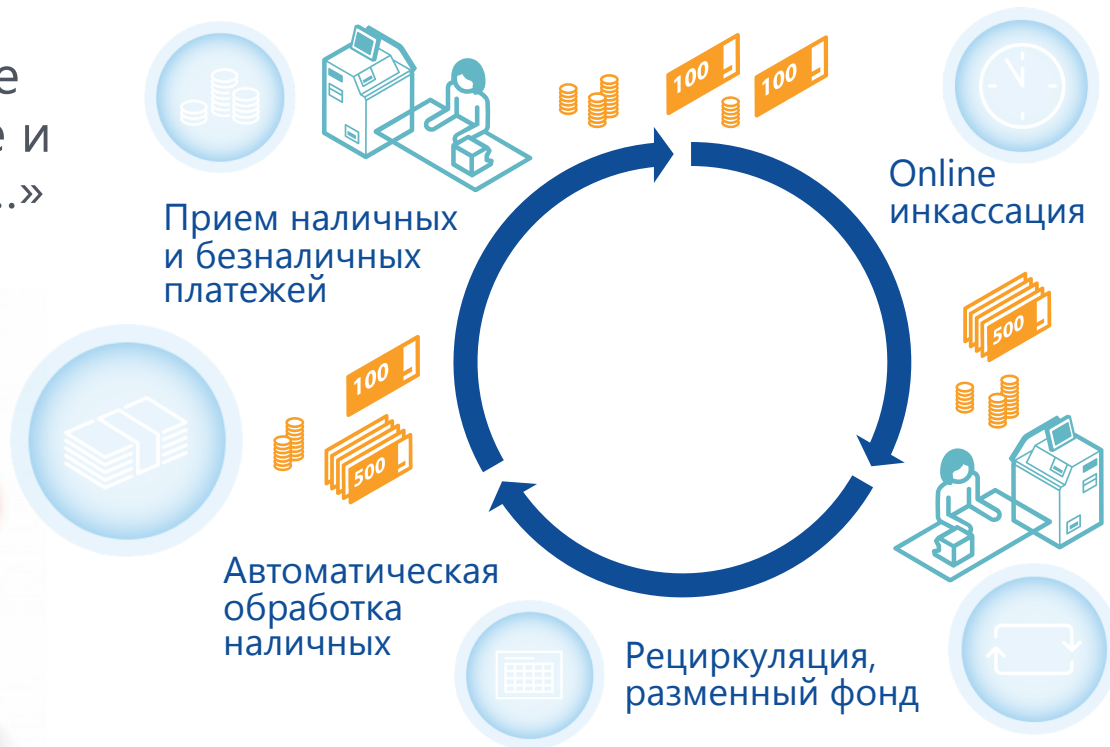 е
е и
...»
Прием наличных
и безналичных
платежей
100
100
Online
инкассация
500
100
500
Автоматическая
обработка
наличных
Рециркуляция,
разменный фонд